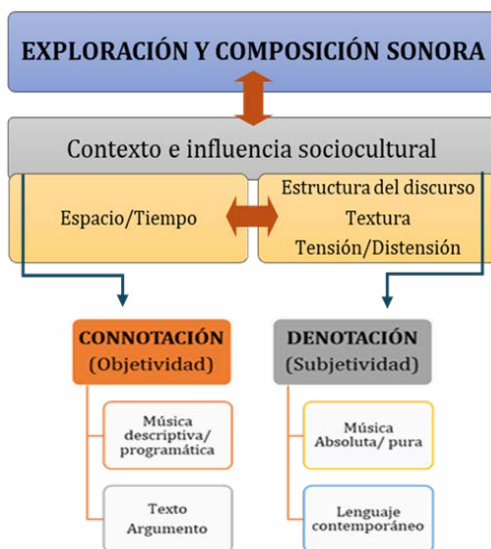 EXPLORACIÓN Y COMPOSICIÓN SONORA
Contexto e influencia sociocultural
Espacio/Tiempo
Estructura del discurso
Textura
Tensión/Distensión
CONNOTACIÓN
(Objetividad)
Música
descriptiva/
programática
Texto
Argumento
DENOTACIÓN
(Subjetividad)
Música
Absoluta/ pura
Lenguaje
contemporáneo